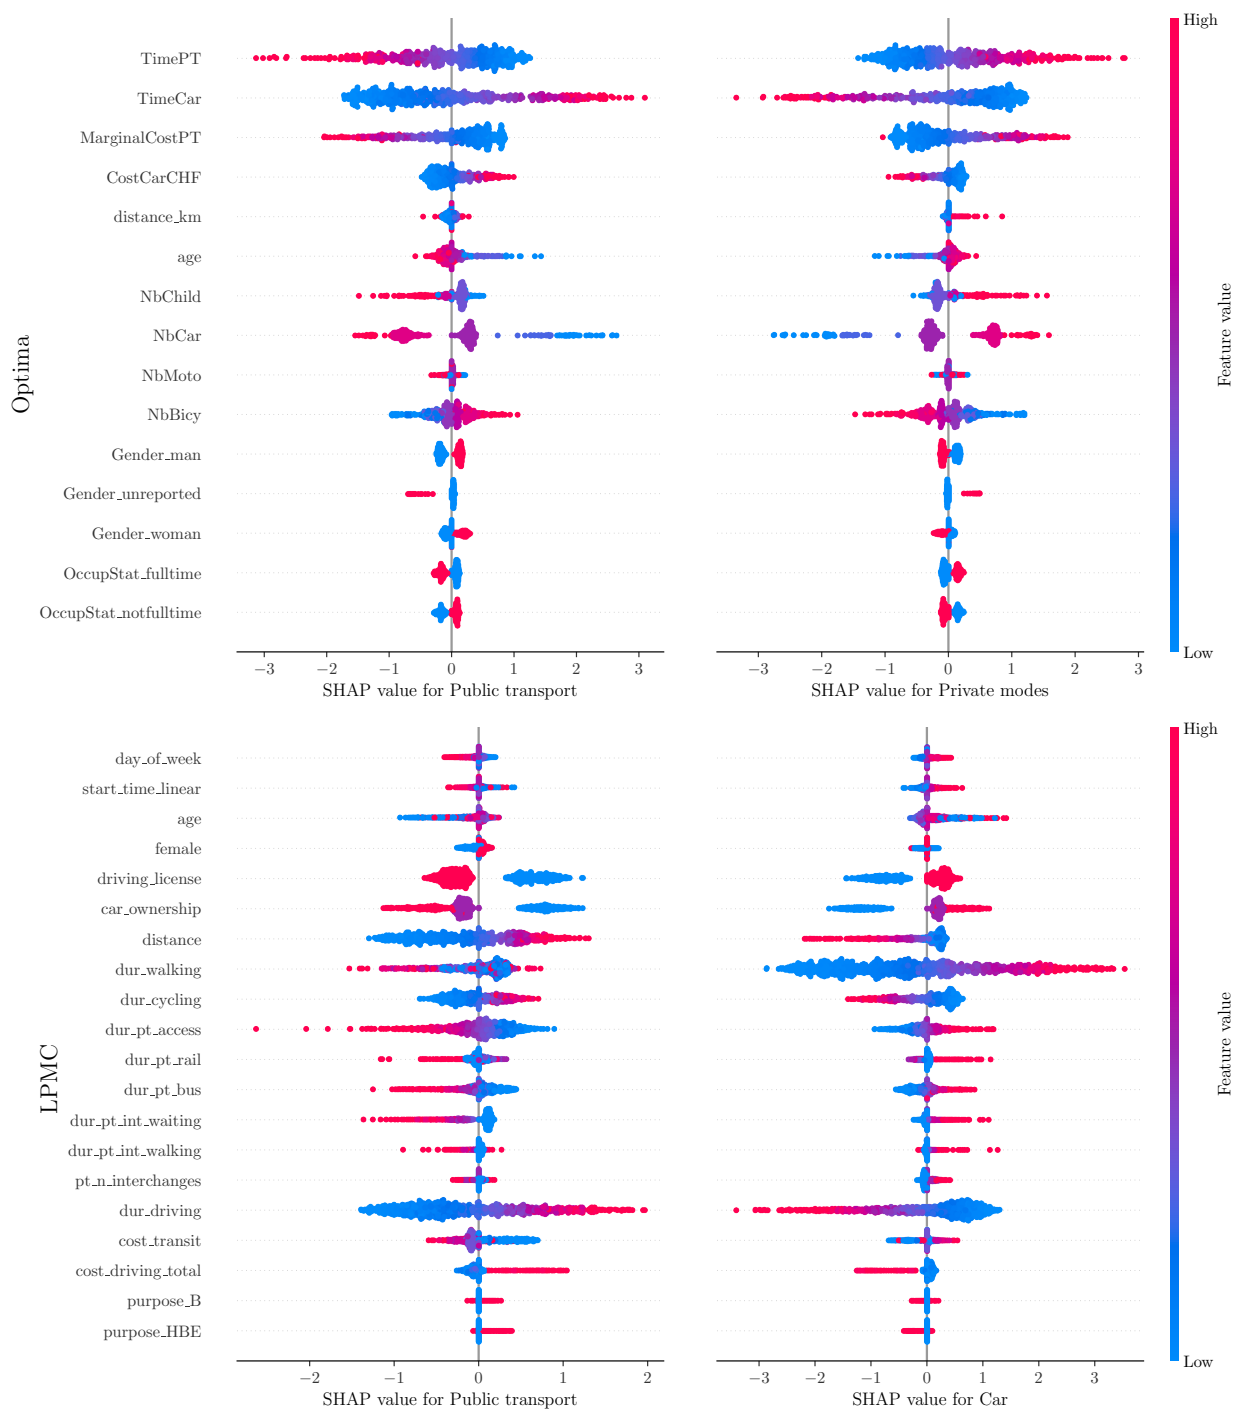 High
TimePT
TimeCar
MarginalCostPT
CostCarCHF
distance_km
age
NbChild
NbCar
NbMoto
NbBicy
Gender_man
Gender_unreported
Gender_woman
OccupStat_fulltime
OccupStat_notfulltime
Optima
Feature value
Low
−3 −2 −1 0 1 2 3
−3 −2 −1 0 1 2 3
SHAP value for Public transport
SHAP value for Private modes
High
day_of_week
start_time_linear
age
female
driving_license
car_ownership
distance
dur_walking
dur_cycling
dur_pt_access
dur_pt_rail
dur_pt_bus
dur_pt_int_waiting
dur_pt_int_walking
pt_n_interchanges
dur_driving
cost_transit
cost_driving_total
purpose_B
purpose_HBE
LPMC
Feature value
Low
−2 −1 0 1 2
−3 −2 −1 0 1 2 3
SHAP value for Public transport
SHAP value for Car